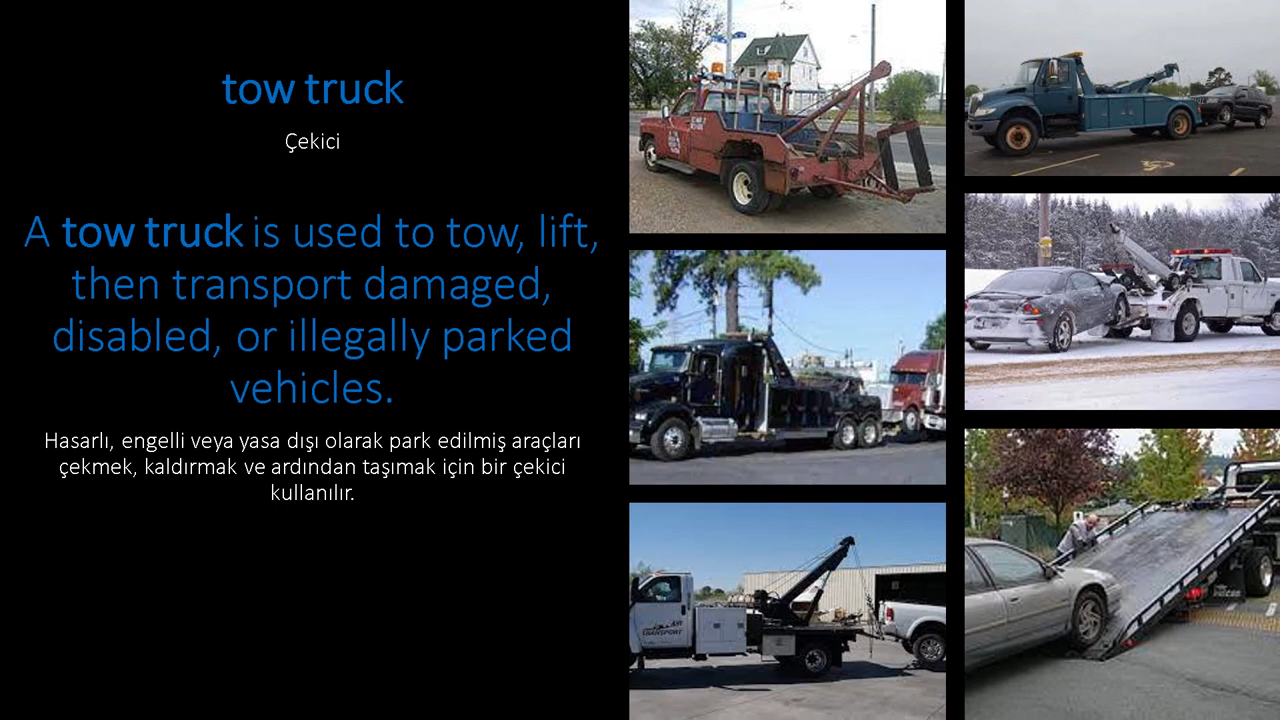 tow truck
Çekici
A tow truck is used to tow, lift,
then transport damaged,
disabled, or illegally parked
vehicles.
Hasarlı, engelli veya yasa dışı olarak park edilmiş araçları
çekmek, kaldırmak ve ardından taşımak için bir çekici
kullanılır.
TRANSPORT